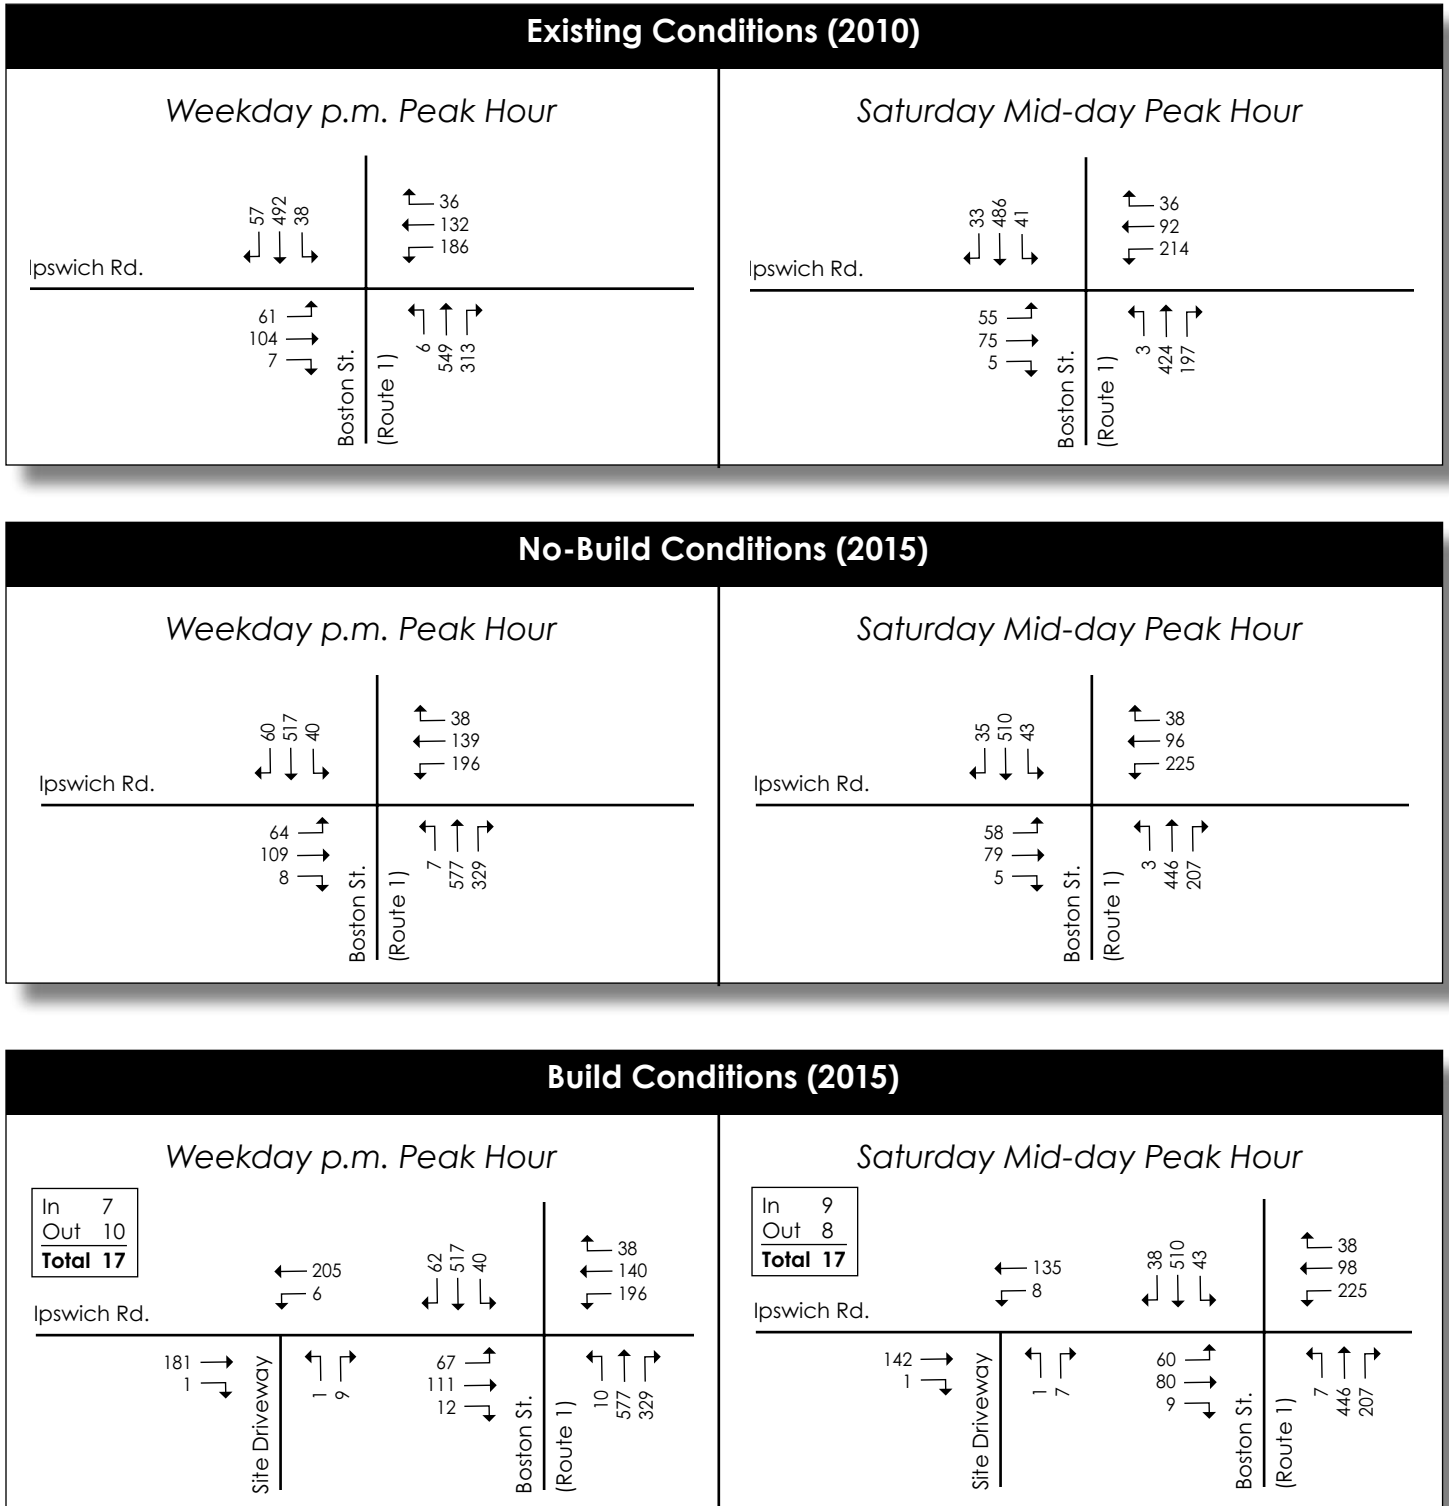 Existing Conditions (2010)
Weekday p.m. Peak Hour
57 492 38
36
132
186
Ipswich Rd.
61
104
7
6 549 313
Boston St.
(Route 1)
Saturday Mid-day Peak Hour
33 486 41
36
92
214
Ipswich Rd.
55
75
5
3 424 197
Boston St.
(Route 1)
No-Build Conditions (2015)
Weekday p.m. Peak Hour
60 517 40
38
139
196
Ipswich Rd.
64
109
8
7 577 329
Boston St.
(Route 1)
Saturday Mid-day Peak Hour
35 510 43
38
96
225
Ipswich Rd.
58
79
5
3 446 207
Boston St.
(Route 1)
Build Conditions (2015)
Weekday p.m. Peak Hour
In 7
Out 10
Total 17
205
6
62 517 40
38
140
196
Ipswich Rd.
181
1
Site Driveway
1 9
67
111
12
Boston St.
(Route 1)
10 577 329
Saturday Mid-day Peak Hour
In 9
Out 8
Total 17
135
8
38 510 43
38
98
225
Ipswich Rd.
142
1
Site Driveway
1 7
60
80
9
Boston St.
(Route 1)
7 446 207